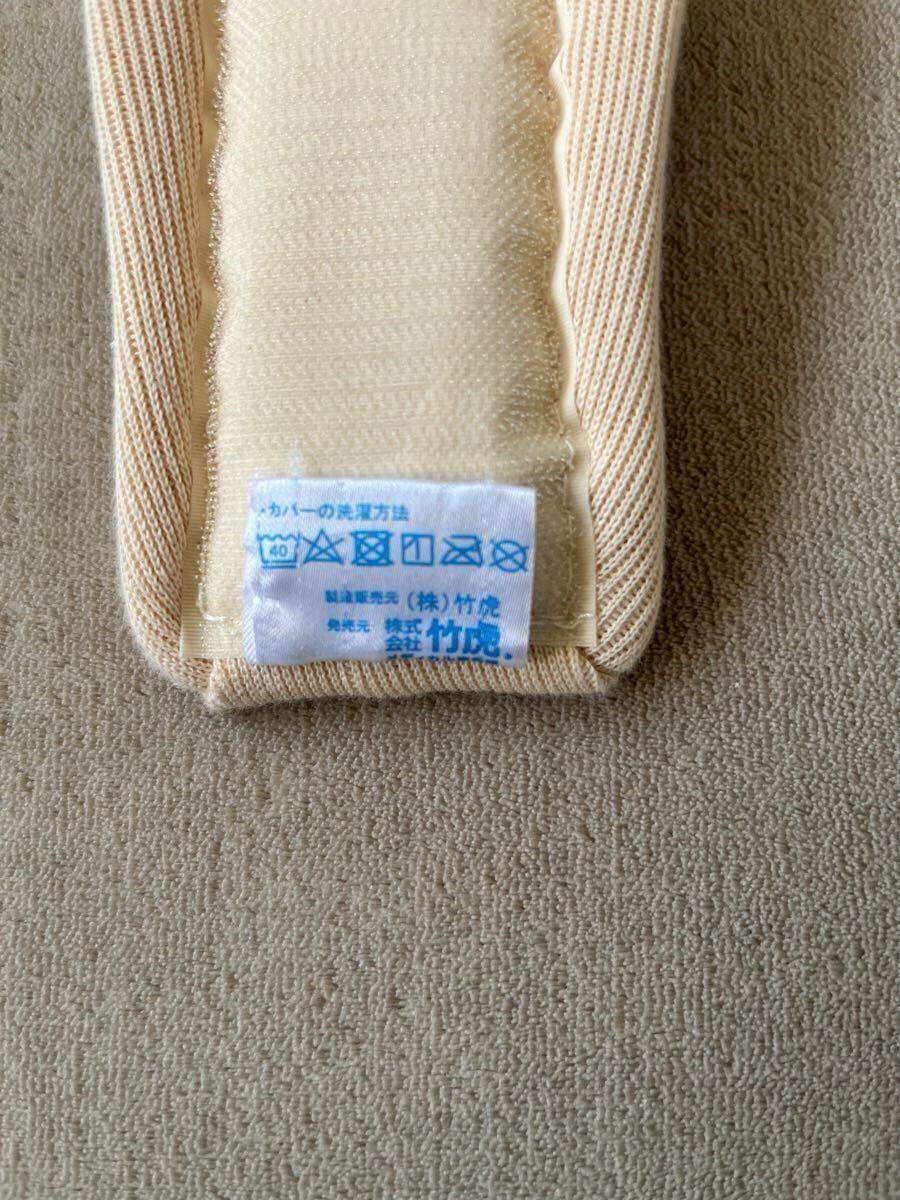 ・カバーの洗濯方法
40
製造販売元 (株)竹虎
発売元 株式会社 竹虎